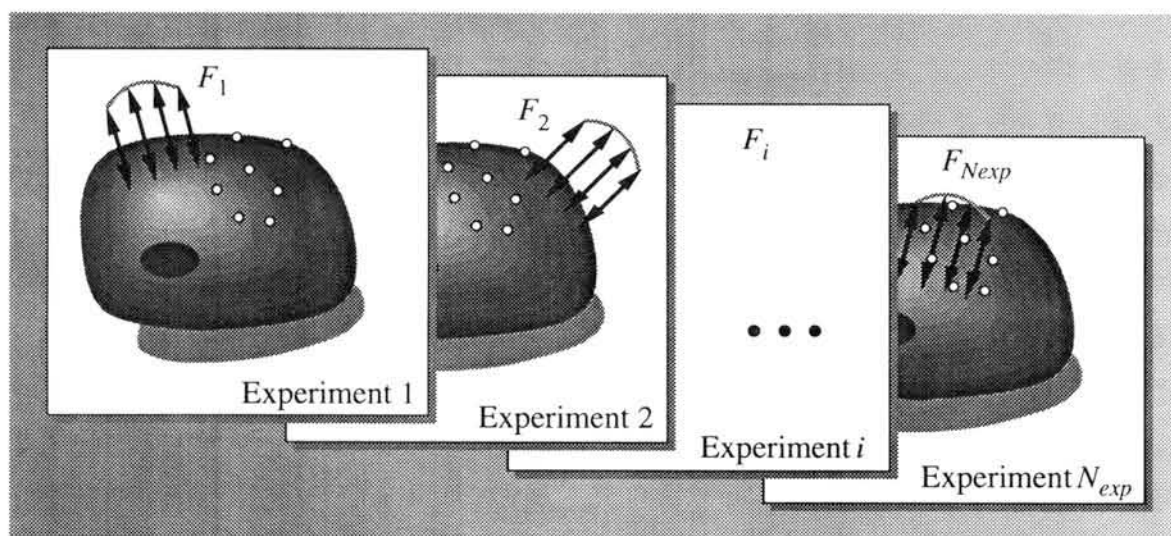 F1
Experiment 1
F2
Experiment 2
Fi
Experiment i
FNexp
Experiment Nexp